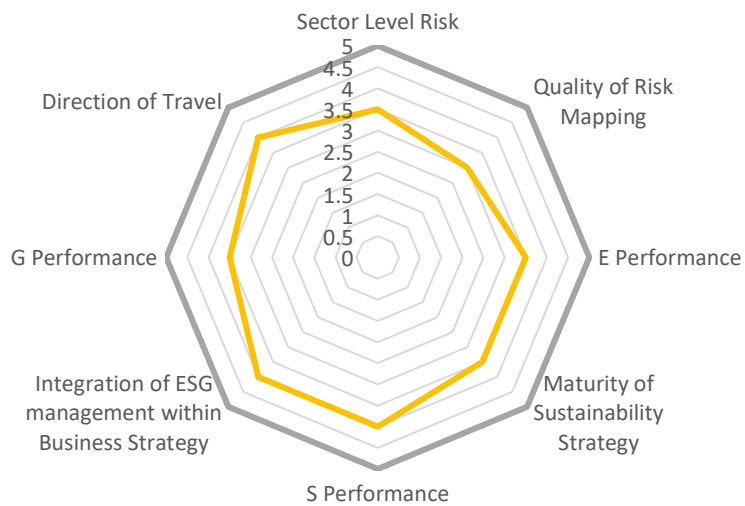 Sector Level Risk
5
4.5
4
3.5
3
2.5
2
1.5
1
0.5
0
Quality of Risk
Mapping
E Performance
Maturity of
Sustainability
Strategy
S Performance
Integration of ESG
management within
Business Strategy
G Performance
Direction of Travel